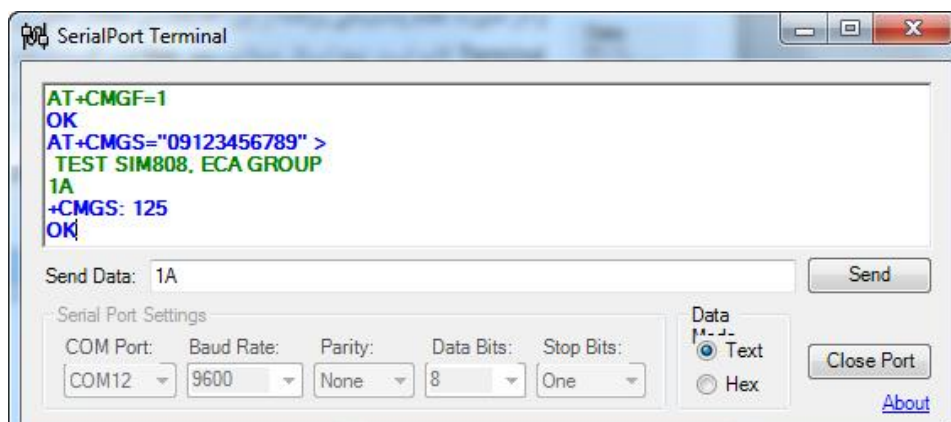 SerialPort Terminal
AT+CMGF=1
OK
AT+CMGS="09123456789" >
TEST SIM808, ECA GROUP
1A
+CMGS: 125
OK
Send Data: 1A Send
Serial Port Settings
COM Port: Baud Rate: Parity: Data Bits: Stop Bits:
COM12 9600 None 8 One
Data
Text
Hex
Close Port
About